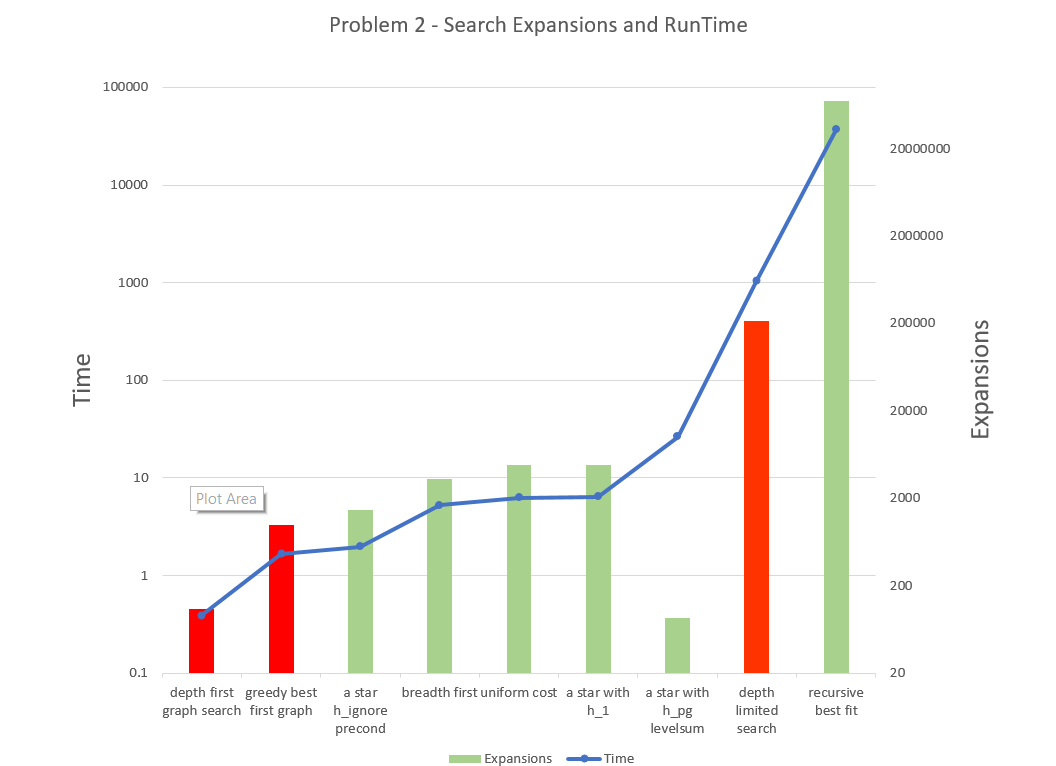 Problem 2 - Search Expansions and RunTime
100000
10000
1000
100
10
1
0.1
Time
Plot Area
20000000
2000000
200000
20000
2000
200
20
Expansions
depth first
graph search
greedy best
first graph
a star
h_ignore
precond
breadth first
uniform cost
a star with
h_1
a star with
h_pg
levelsum
depth
limited
search
recursive
best fit
Expansions
Time